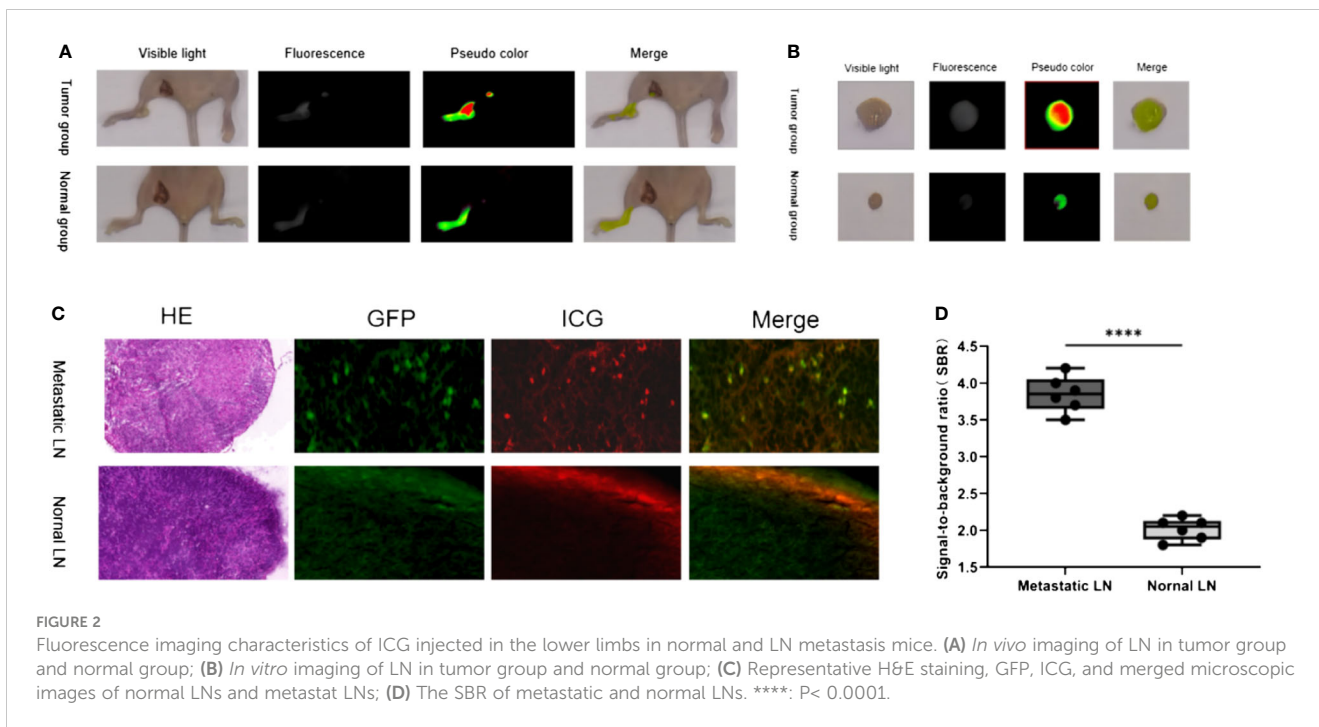 A
Visible light Fluorescence Pseudo color Merge
Tumor group
Normal group
B
Visible light Fluorescence Pseudo color Merge
Tumor group
Normal group
C
HE GFP ICG Merge
Metastatic LN
Nornal LN
D
****
Signal-to-background ratio( SBR)
4.5
4.0
3.5
3.0
2.5
2.0
1.5
Metastatic LN Nornal LN
FIGURE 2
Fluorescence imaging characteristics of ICG injected in the lower limbs in normal and LN metastasis mice. (A) In vivo imaging of LN in tumor group
and normal group; (B) In vitro imaging of LN in tumor group and normal group; (C) Representative H&E staining, GFP, ICG, and merged microscopic
images of normal LNs and metastat LNs; (D) The SBR of metastatic and normal LNs. ****: P< 0.0001.